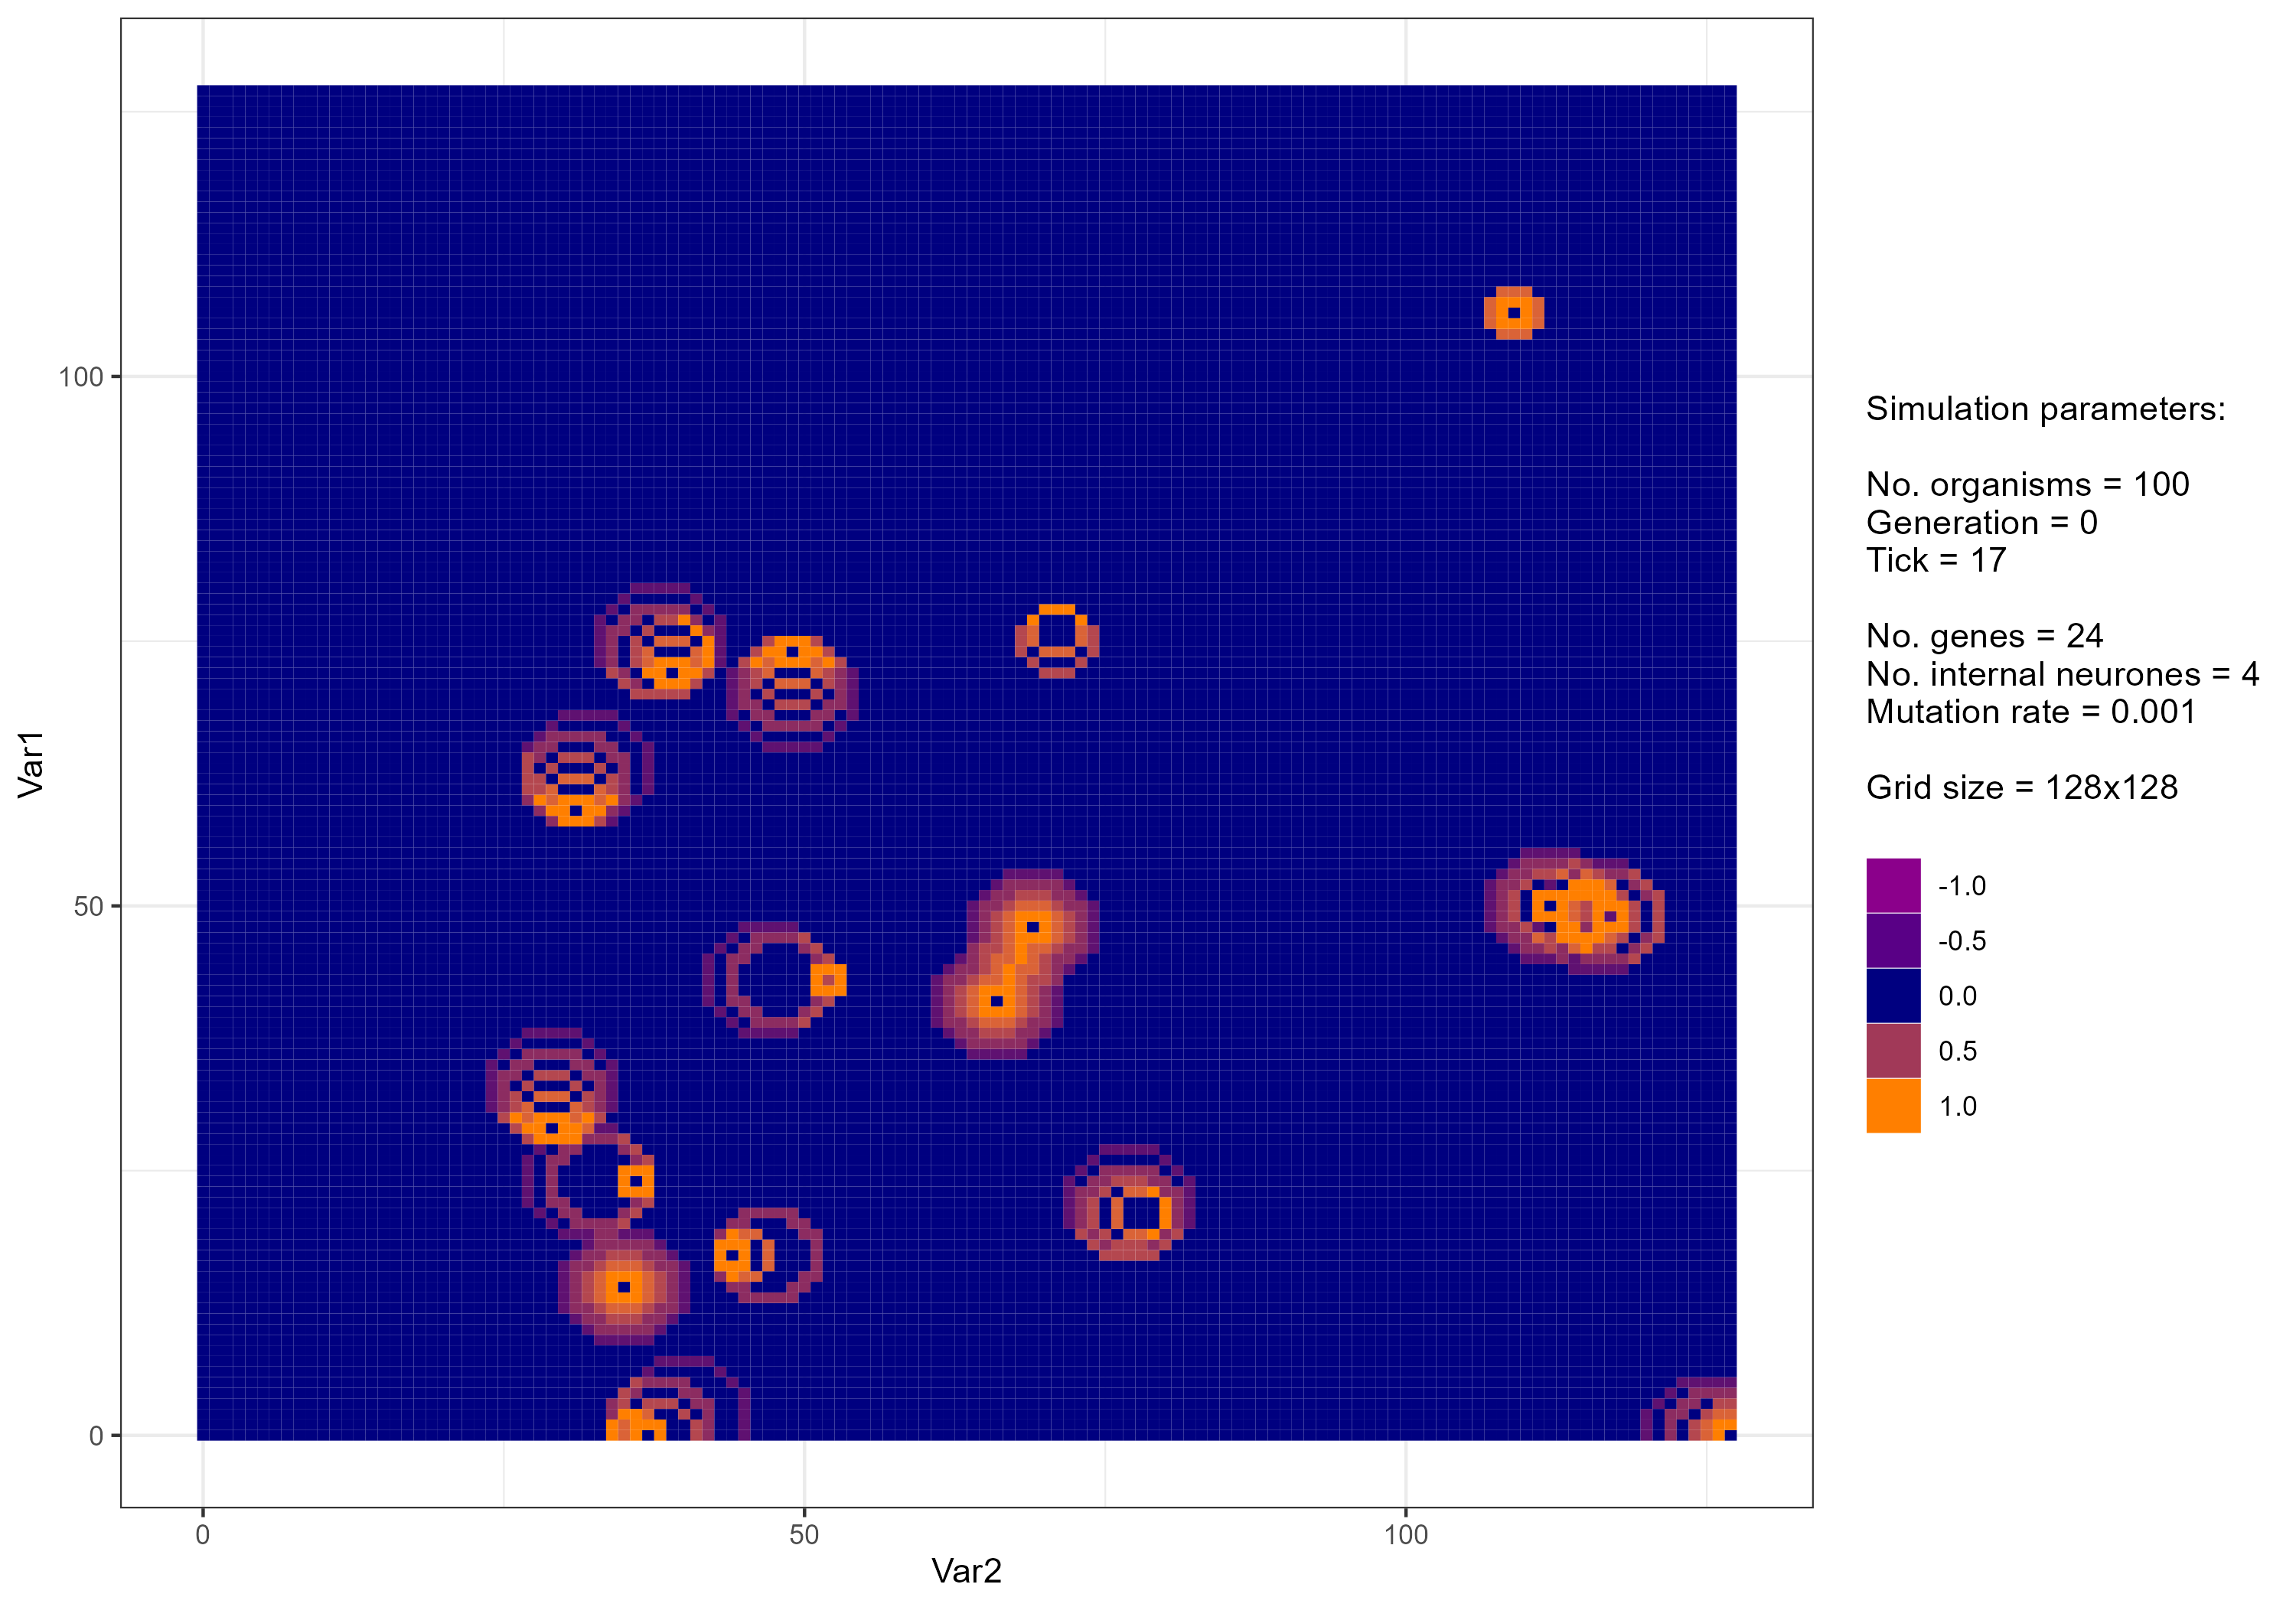 100
50
0
0
50
100
Var1
Var2
Simulation parameters:
No. organisms = 100
Generation = 0
Tick = 17
No. genes = 24
No. internal neurones = 4
Mutation rate = 0.001
Grid size = 128x128
-1.0
-0.5
0.0
0.5
1.0